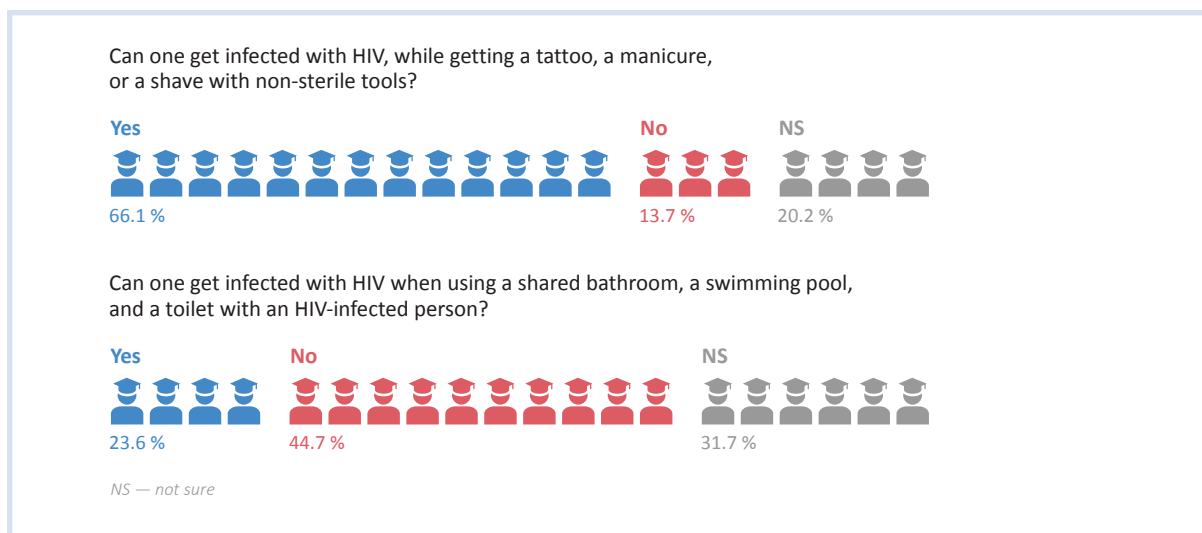 Can one get infected with HIV, while getting a tattoo, a manicure,
or a shave with non-sterile tools?
Yes No NS
66.1 % 13.7 % 20.2 %
Can one get infected with HIV when using a shared bathroom, a swimming pool,
and a toilet with an HIV-infected person?
Yes No NS
23.6 % 44.7 % 31.7 %
NS — not sure